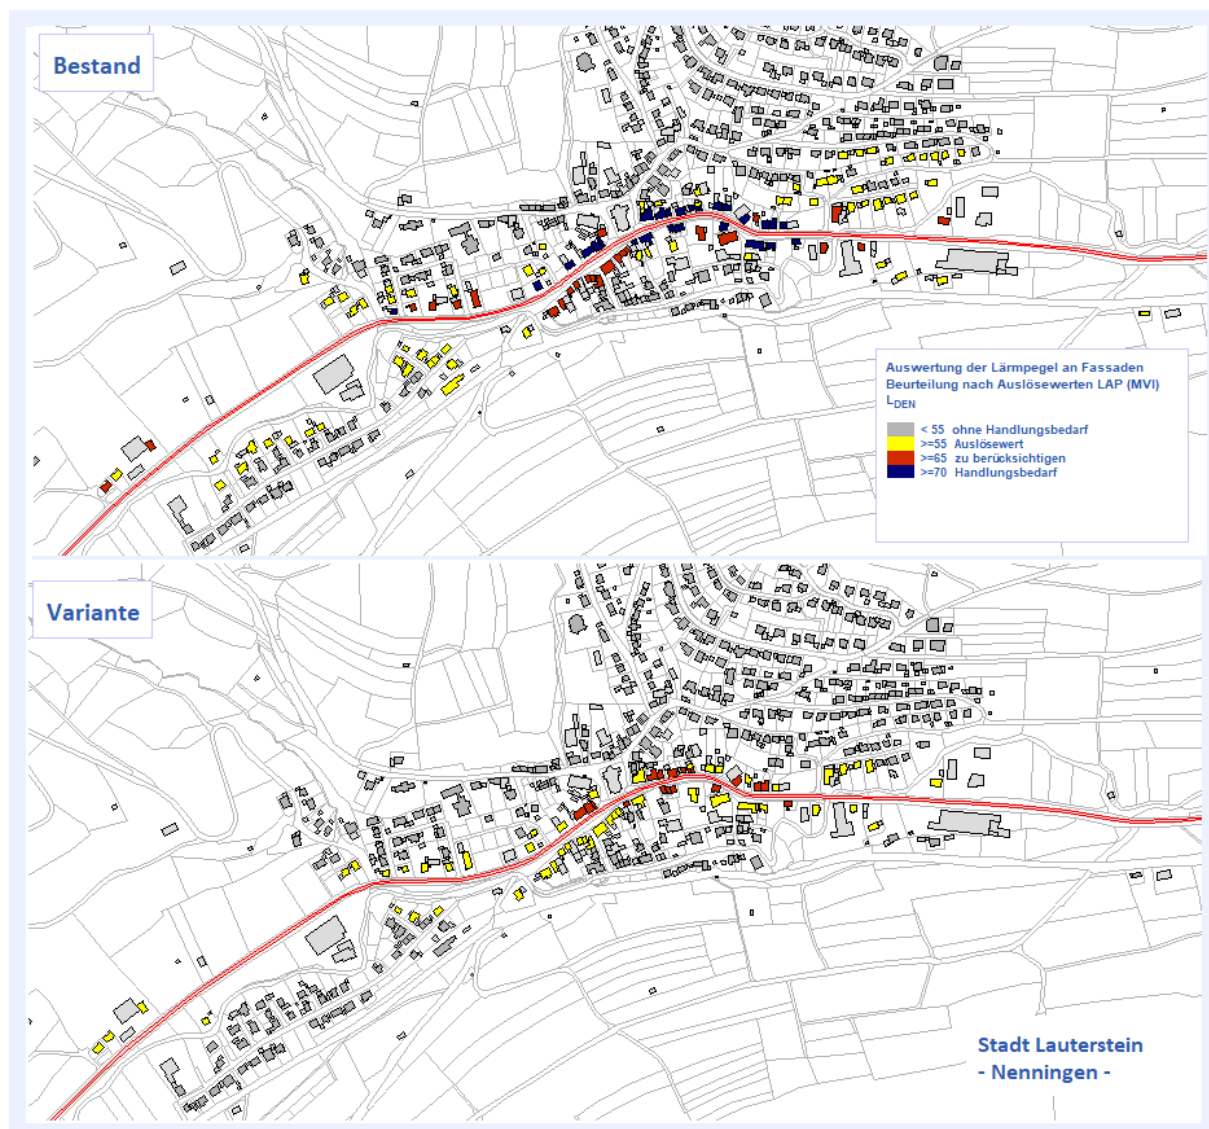 Bestand
Auswertung der Lärmpegel an Fassaden
Beurteilung nach Auslösewerten LAP (MVI)
LDEN
< 55 ohne Handlungsbedarf
>=55 Auslösewert
>=65 zu berücksichtigen
>=70 Handlungsbedarf
Variante
Stadt Lauterstein
- Nenningen -